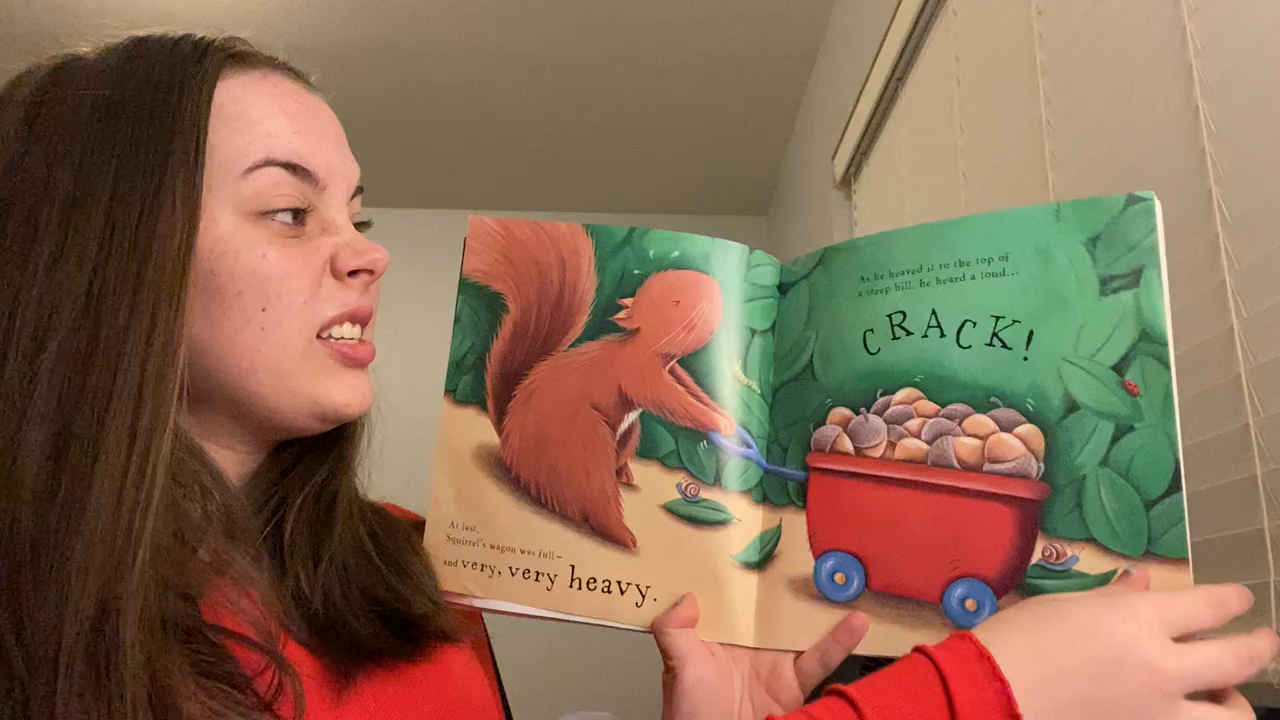 At last,
Squirrel's wagon was full—
and very, very heavy.
As he heaved it to the top of
a steep hill, he heard a loud...
CRACK!